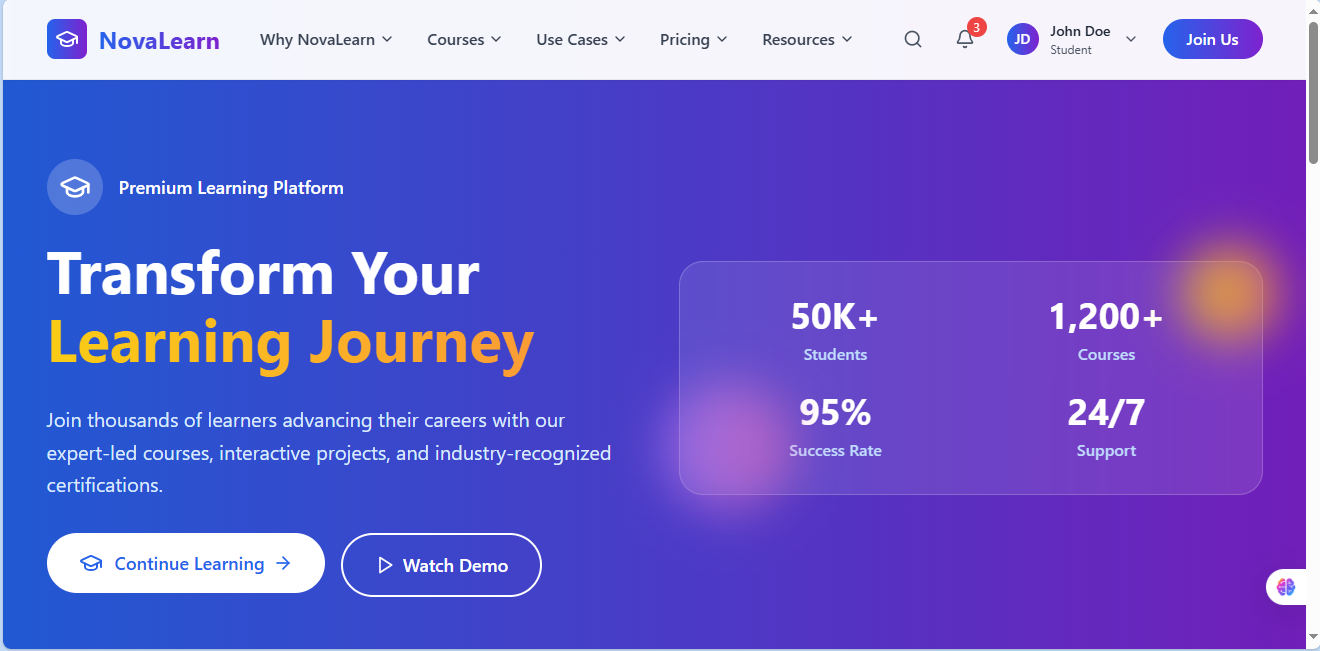 NovaLearn
Why NovaLearn
Courses
Use Cases
Pricing
Resources
3
JD
John Doe
Student
Join Us
Premium Learning Platform
Transform Your
Learning Journey
Join thousands of learners advancing their careers with our
expert-led courses, interactive projects, and industry-recognized
certifications.
Continue Learning
Watch Demo
50K+
Students
1,200+
Courses
95%
Success Rate
24/7
Support